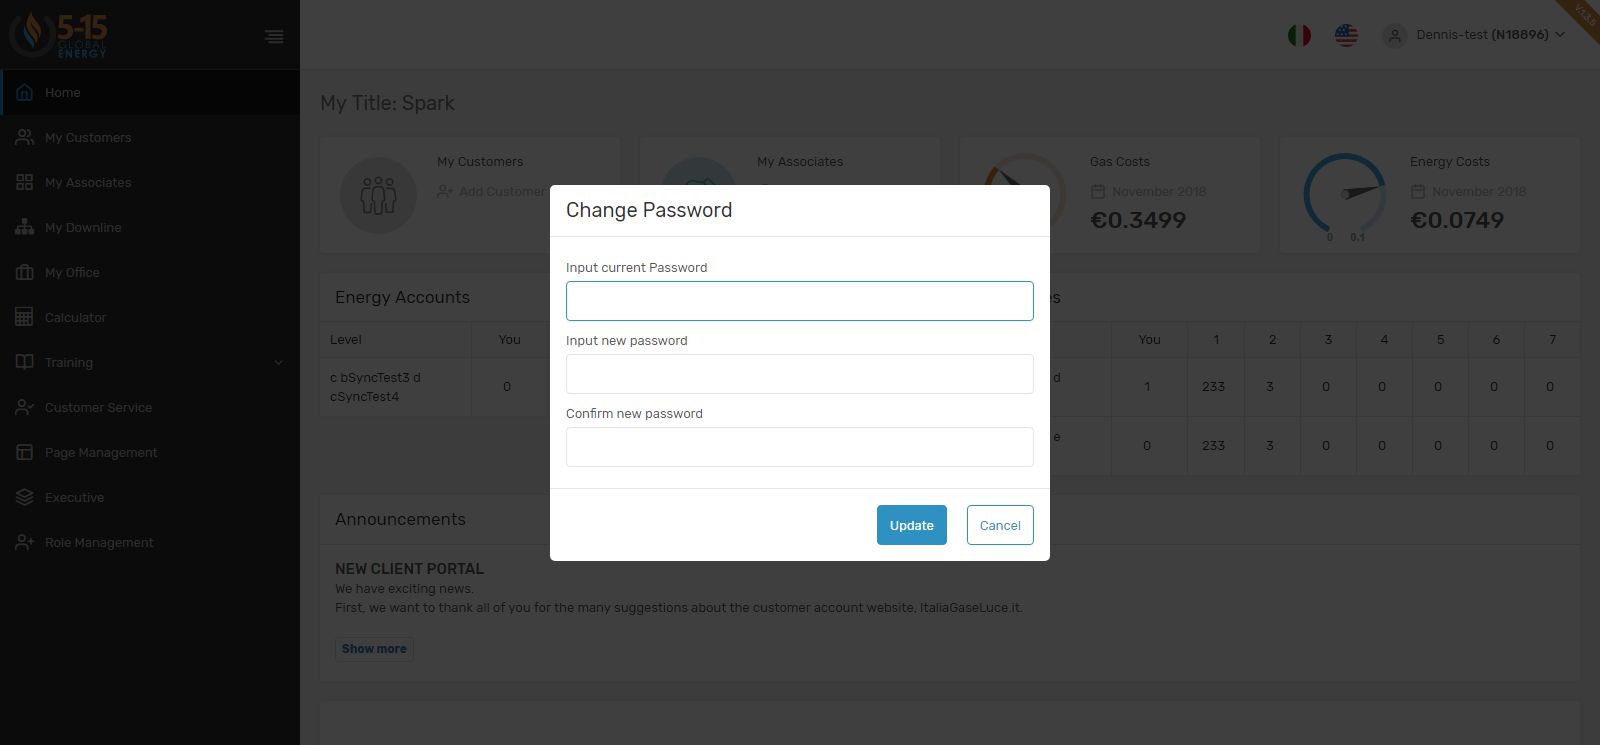 5-15
GLOBAL
ENERGY
Dennis-test (N18896)
V.1.3.5
Home
My Customers
My Associates
My Downline
My Office
Calculator
Training
Customer Service
Page Management
Executive
Role Management
My Title: Spark
My Customers
Add Customer
My Associates
Gas Costs
November 2018
€0.3499
Energy Costs
November 2018
€0.0749
0 0.1
Change Password
Input current Password
Input new password
Confirm new password
Update Cancel
Energy Accounts
es
Level You
c bSyncTest3 d
cSyncTest4
0
You 1 2 3 4 5 6 7
d 1 233 3 0 0 0 0 0
e 0 233 3 0 0 0 0 0
Announcements
NEW CLIENT PORTAL
We have exciting news.
First, we want to thank all of you for the many suggestions about the customer account website, ItaliaGaseLuce.it.
Show more